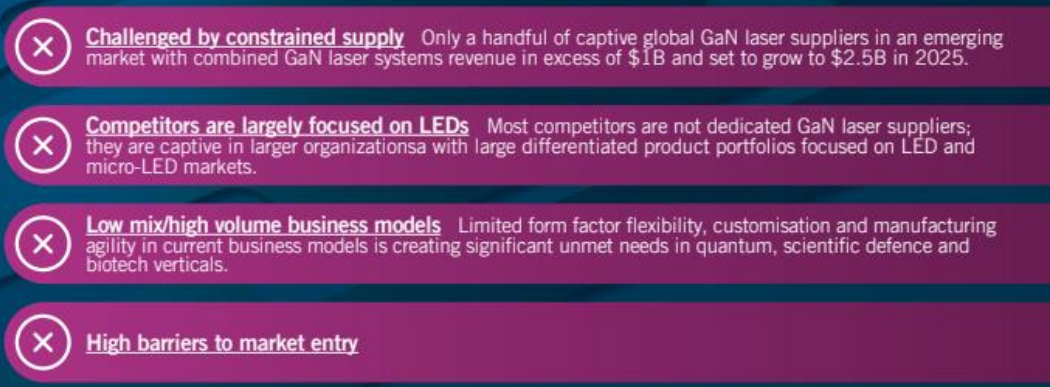 Challenged by constrained supply Only a handful of captive global GaN laser suppliers in an emerging
market with combined GaN laser systems revenue in excess of $1B and set to grow to $2.5B in 2025.
Competitors are largely focused on LEDs Most competitors are not dedicated GaN laser suppliers;
they are captive in larger organizationsa with large differentiated product portfolios focused on LED and
micro-LED markets.
Low mix/high volume business models Limited form factor flexibility, customisation and manufacturing
agility in current business models is creating significant unmet needs in quantum, scientific defence and
biotech verticals.
High barriers to market entry